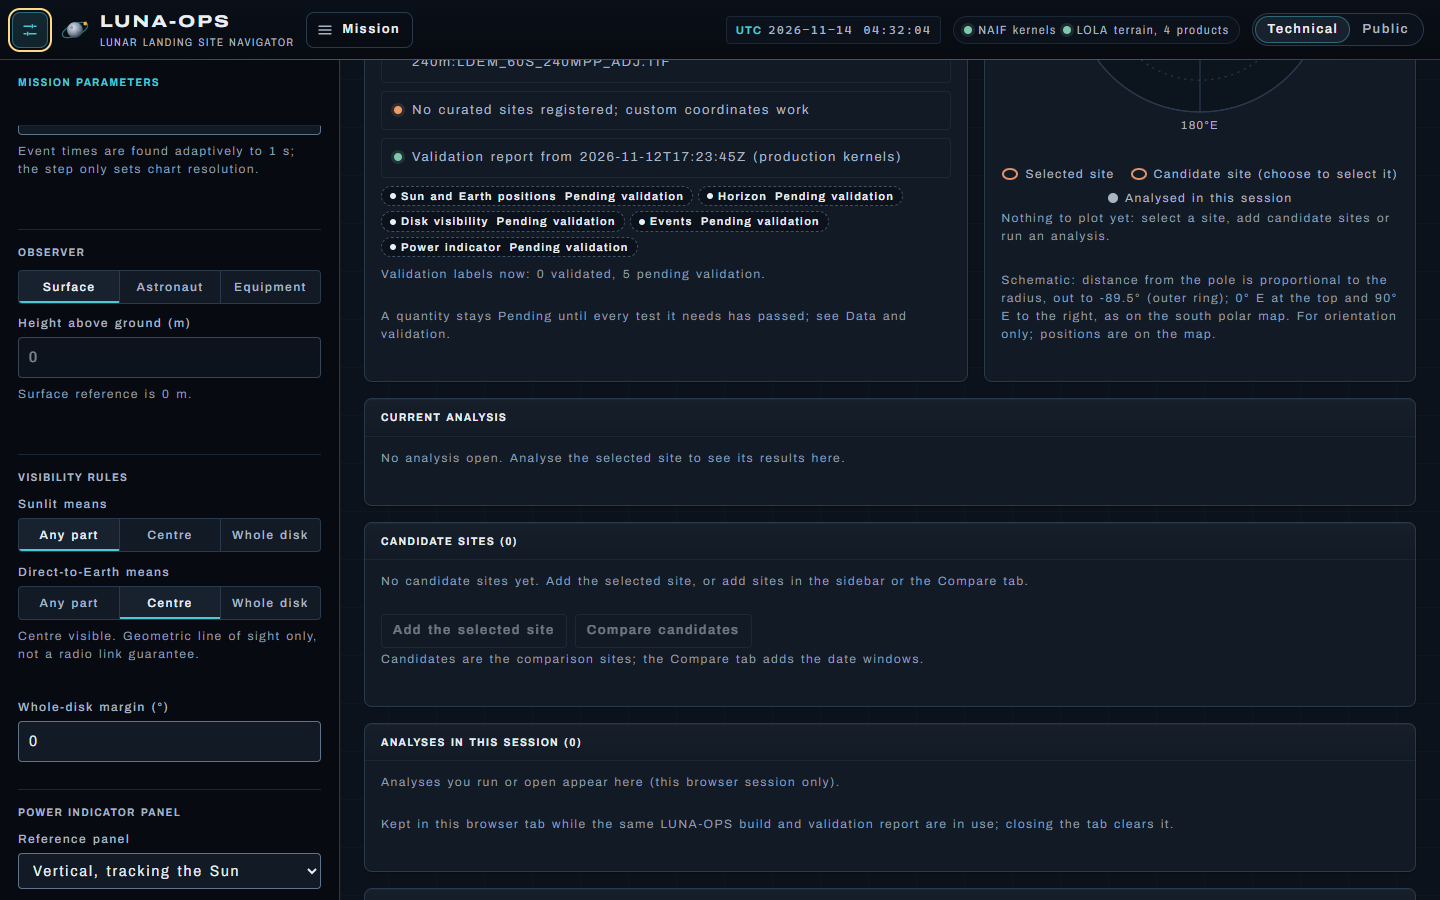 LUNA-OPS
LUNAR LANDING SITE NAVIGATOR
Mission
UTC 2026-11-14 04:32:04
NAIF kernels
LOLA terrain, 4 products
Technical
Public
MISSION PARAMETERS
Event times are found adaptively to 1 s;
the step only sets chart resolution.
OBSERVER
Surface
Astronaut
Equipment
Height above ground (m)
0
Surface reference is 0 m.
VISIBILITY RULES
Sunlit means
Any part
Centre
Whole disk
Direct-to-Earth means
Any part
Centre
Whole disk
Centre visible. Geometric line of sight only,
not a radio link guarantee.
Whole-disk margin (°)
0
POWER INDICATOR PANEL
Reference panel
Vertical, tracking the Sun
240m:LDEM_60S_240MPP_ADJ.TIF
No curated sites registered; custom coordinates work
Validation report from 2026-11-12T17:23:45Z (production kernels)
Sun and Earth positions Pending validation
Horizon Pending validation
Disk visibility Pending validation
Events Pending validation
Power indicator Pending validation
Validation labels now: 0 validated, 5 pending validation.
A quantity stays Pending until every test it needs has passed; see Data and
validation.
180°E
Selected site
Candidate site (choose to select it)
Analysed in this session
Nothing to plot yet: select a site, add candidate sites or
run an analysis.
Schematic: distance from the pole is proportional to the
radius, out to -89.5° (outer ring); 0° E at the top and 90°
E to the right, as on the south polar map. For orientation
only; positions are on the map.
CURRENT ANALYSIS
No analysis open. Analyse the selected site to see its results here.
CANDIDATE SITES (0)
No candidate sites yet. Add the selected site, or add sites in the sidebar or the Compare tab.
Add the selected site
Compare candidates
Candidates are the comparison sites; the Compare tab adds the date windows.
ANALYSES IN THIS SESSION (0)
Analyses you run or open appear here (this browser session only).
Kept in this browser tab while the same LUNA-OPS build and validation report are in use; closing the tab clears it.